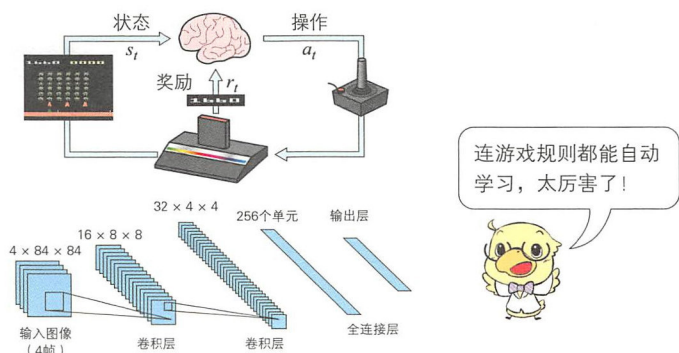 状态
操作
s_t
a_t
奖励
r_t
连游戏规则都能自动
学习，太厉害了！
32 × 4 × 4
16 × 8 × 8
256个单元
输出层
4 × 84 × 84
输入图像
（4帧）
卷积层
卷积层
全连接层